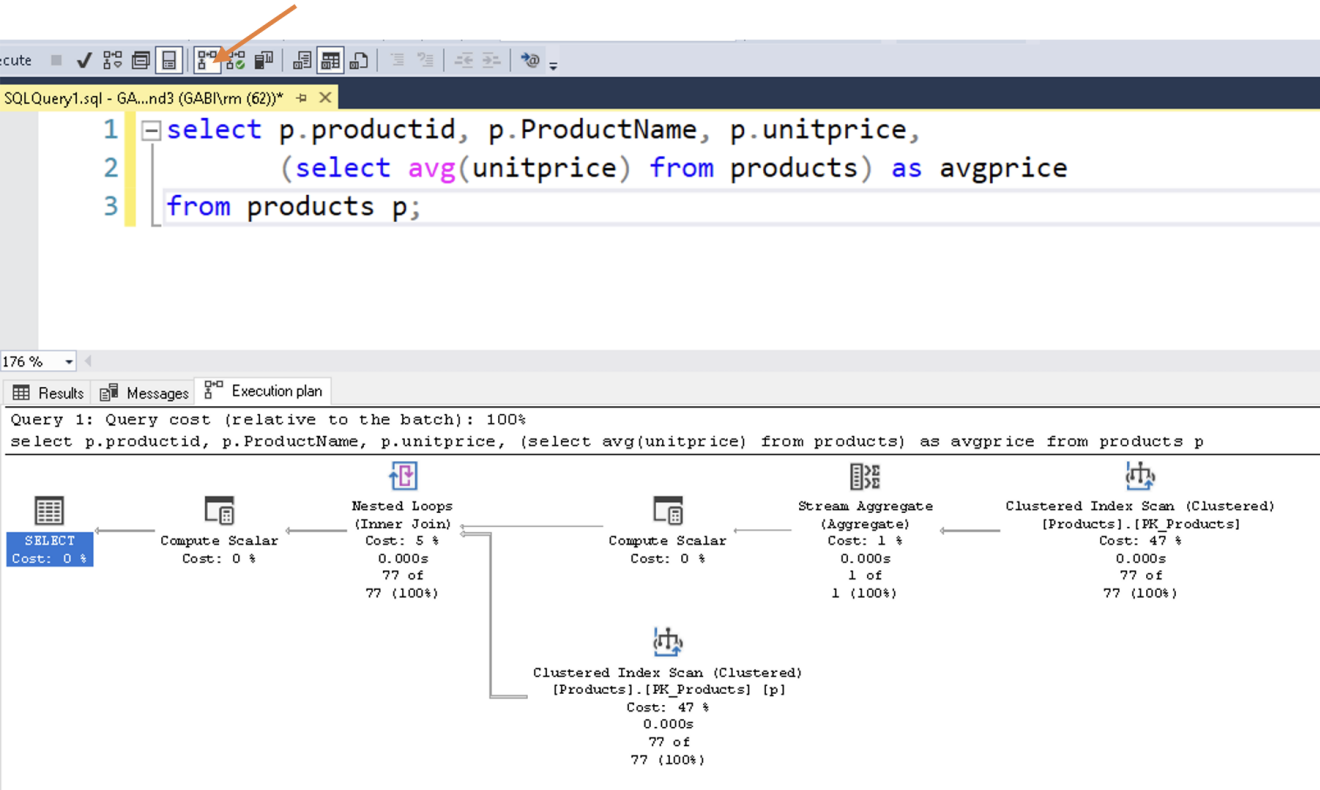 ecute
SQLQuery1.sql - GA...nd3 (GABI\rm (62))*
1 select p.productid, p.ProductName, p.unitprice,
2 (select avg(unitprice) from products) as avgprice
3 from products p;
176 %
Results Messages Execution plan
Query 1: Query cost (relative to the batch): 100%
select p.productid, p.ProductName, p.unitprice, (select avg(unitprice) from products) as avgprice from products p
SELECT
Cost: 0 %
Compute Scalar
Cost: 0 %
Nested Loops
(Inner Join)
Cost: 5 %
0.000s
77 of
77 (100%)
Compute Scalar
Cost: 0 %
Stream Aggregate
(Aggregate)
Cost: 1 %
0.000s
1 of
1 (100%)
Clustered Index Scan (Clustered)
[Products].[PK_Products]
Cost: 47 %
0.000s
77 of
77 (100%)
Clustered Index Scan (Clustered)
[Products].[PK_Products] [p]
Cost: 47 %
0.000s
77 of
77 (100%)